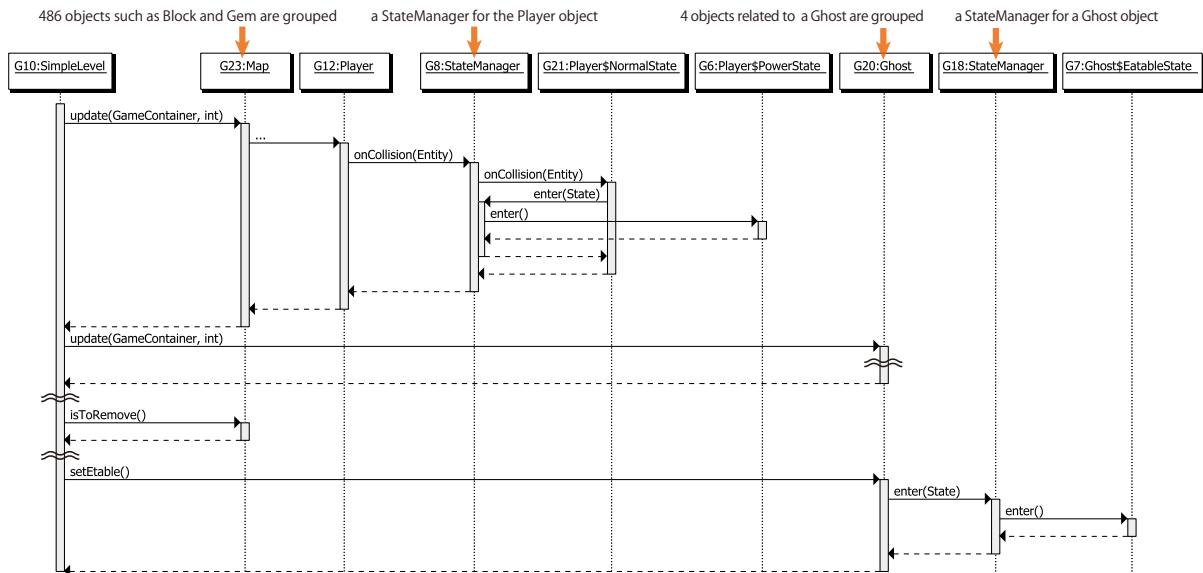 486 objects such as Block and Gem are grouped
a StateManager for the Player object
4 objects related to a Ghost are grouped
a StateManager for a Ghost object
G10:SimpleLevel
G23:Map
G12:Player
G8:StateManager
G21:Player$NormalState
G6:Player$PowerState
G20:Ghost
G18:StateManager
G7:Ghost$EatableState
update(GameContainer, int)
...
onCollision(Entity)
onCollision(Entity)
enter(State)
enter()
update(GameContainer, int)
isToRemove()
setEtable()
enter(State)
enter()